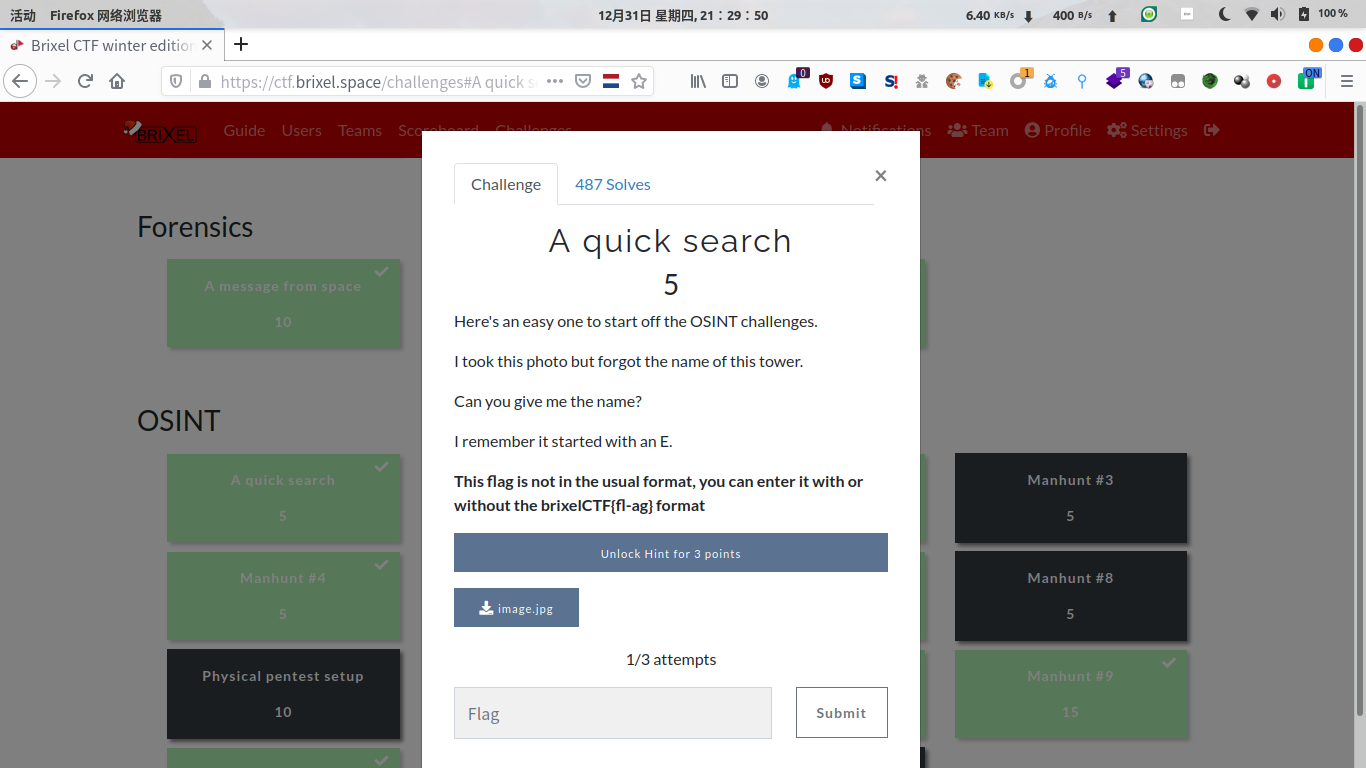 活动 Firefox 网络浏览器 12月31日 星期四, 21：29：50 6.40 KB/s 400 B/s 100 %
Brixel CTF winter edition
https://ctf.brixel.space/challenges#A quick s
0 1 5 ON
BRIXEL Guide Users Teams Scoreboard Challenges Notifications Team Profile Settings
Challenge 487 Solves ×
Forensics
A quick search
A message from space
5
10
Here's an easy one to start off the OSINT challenges.
I took this photo but forgot the name of this tower.
Can you give me the name?
OSINT
I remember it started with an E.
This flag is not in the usual format, you can enter it with or
without the brixelCTF{fl-ag} format
A quick search
5
Manhunt #3
5
Unlock Hint for 3 points
Manhunt #4
5
Manhunt #8
5
image.jpg
1/3 attempts
Physical pentest setup
10
Manhunt #9
15
Flag
Submit